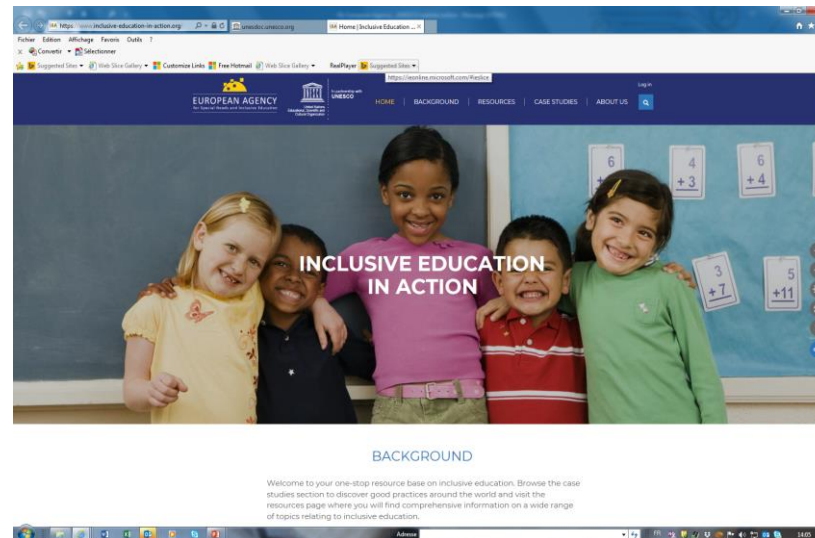 https://www.inclusive-education-in-action.org
unesdoc.unesco.org
Home | Inclusive Education ...
Fichier Edition Affichage Favoris Outils ?
x Convertir Sélectionner
Suggested Sites Web Slice Gallery Customize Links Free Hotmail Web Slice Gallery RealPlayer Suggested Sites
https://ieonline.microsoft.com/#ieslice
Log in
EUROPEAN AGENCY
for Special Needs and Inclusive Education
United Nations
Educational, Scientific and
Cultural Organization
In partnership with
UNESCO
HOME | BACKGROUND | RESOURCES | CASE STUDIES | ABOUT US
6
4
+ 3
6
+ 4
3
+ 7
5
+11
INCLUSIVE EDUCATION
IN ACTION
BACKGROUND
Welcome to your one-stop resource base on inclusive education. Browse the case
studies section to discover good practices around the world and visit the
resources page where you will find comprehensive information on a wide range
of topics relating to inclusive education.
Adresse
14:05